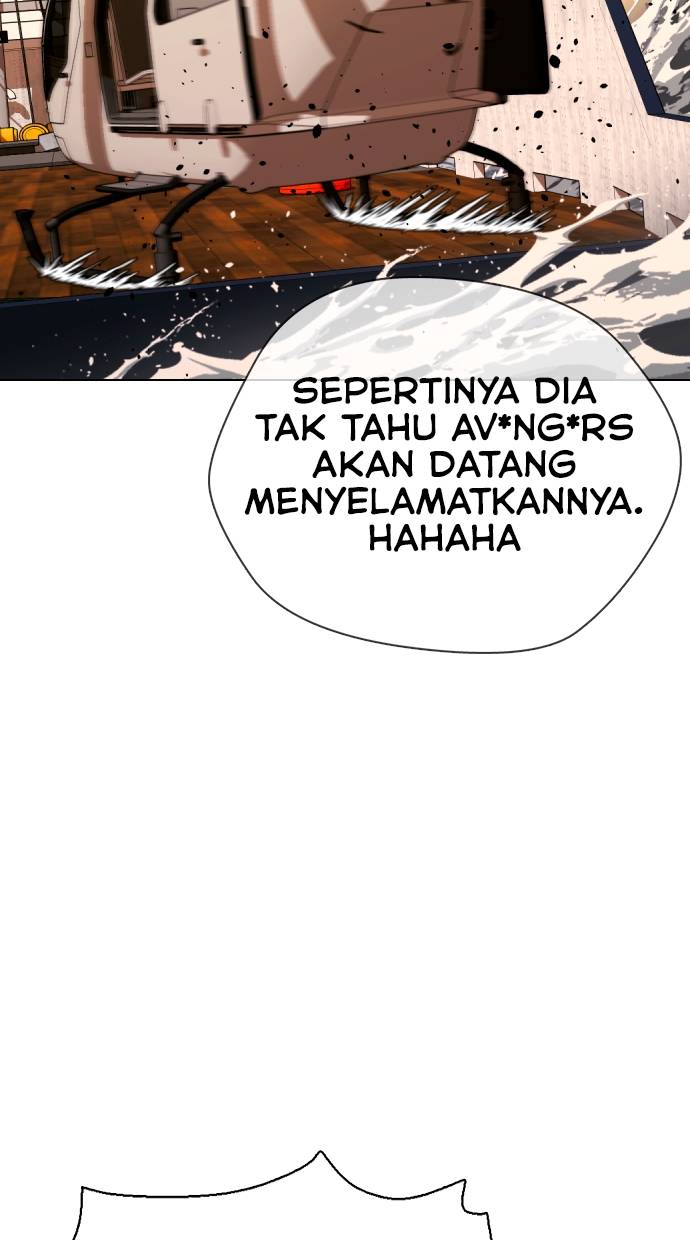 SEPERTINYA DIA
TAK TAHU AV*NG*RS
AKAN DATANG
MENYELAMATKANNYA.
HAHAHA